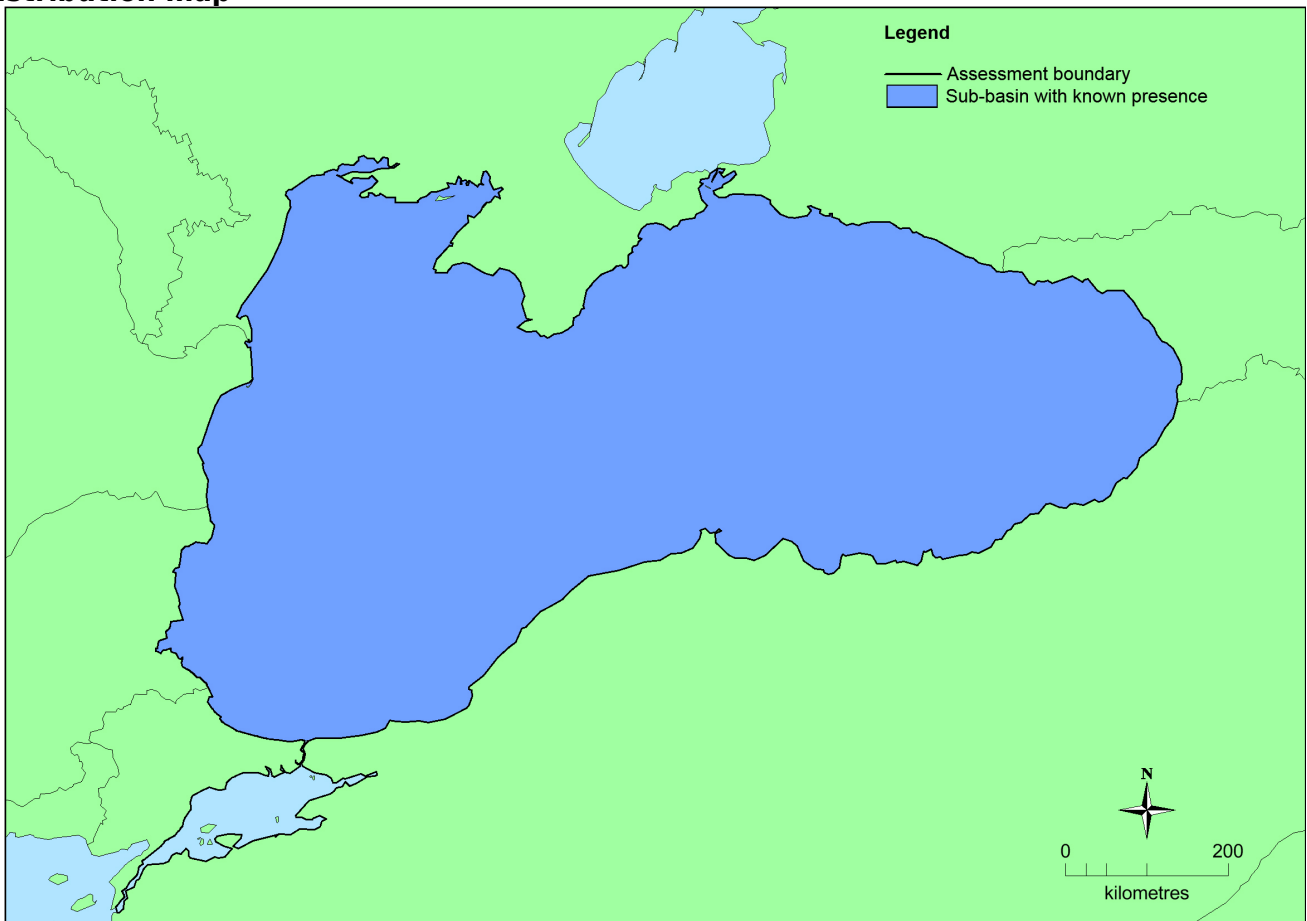 Legend
Assessment boundary
Sub-basin with known presence
N
0 200
kilometres